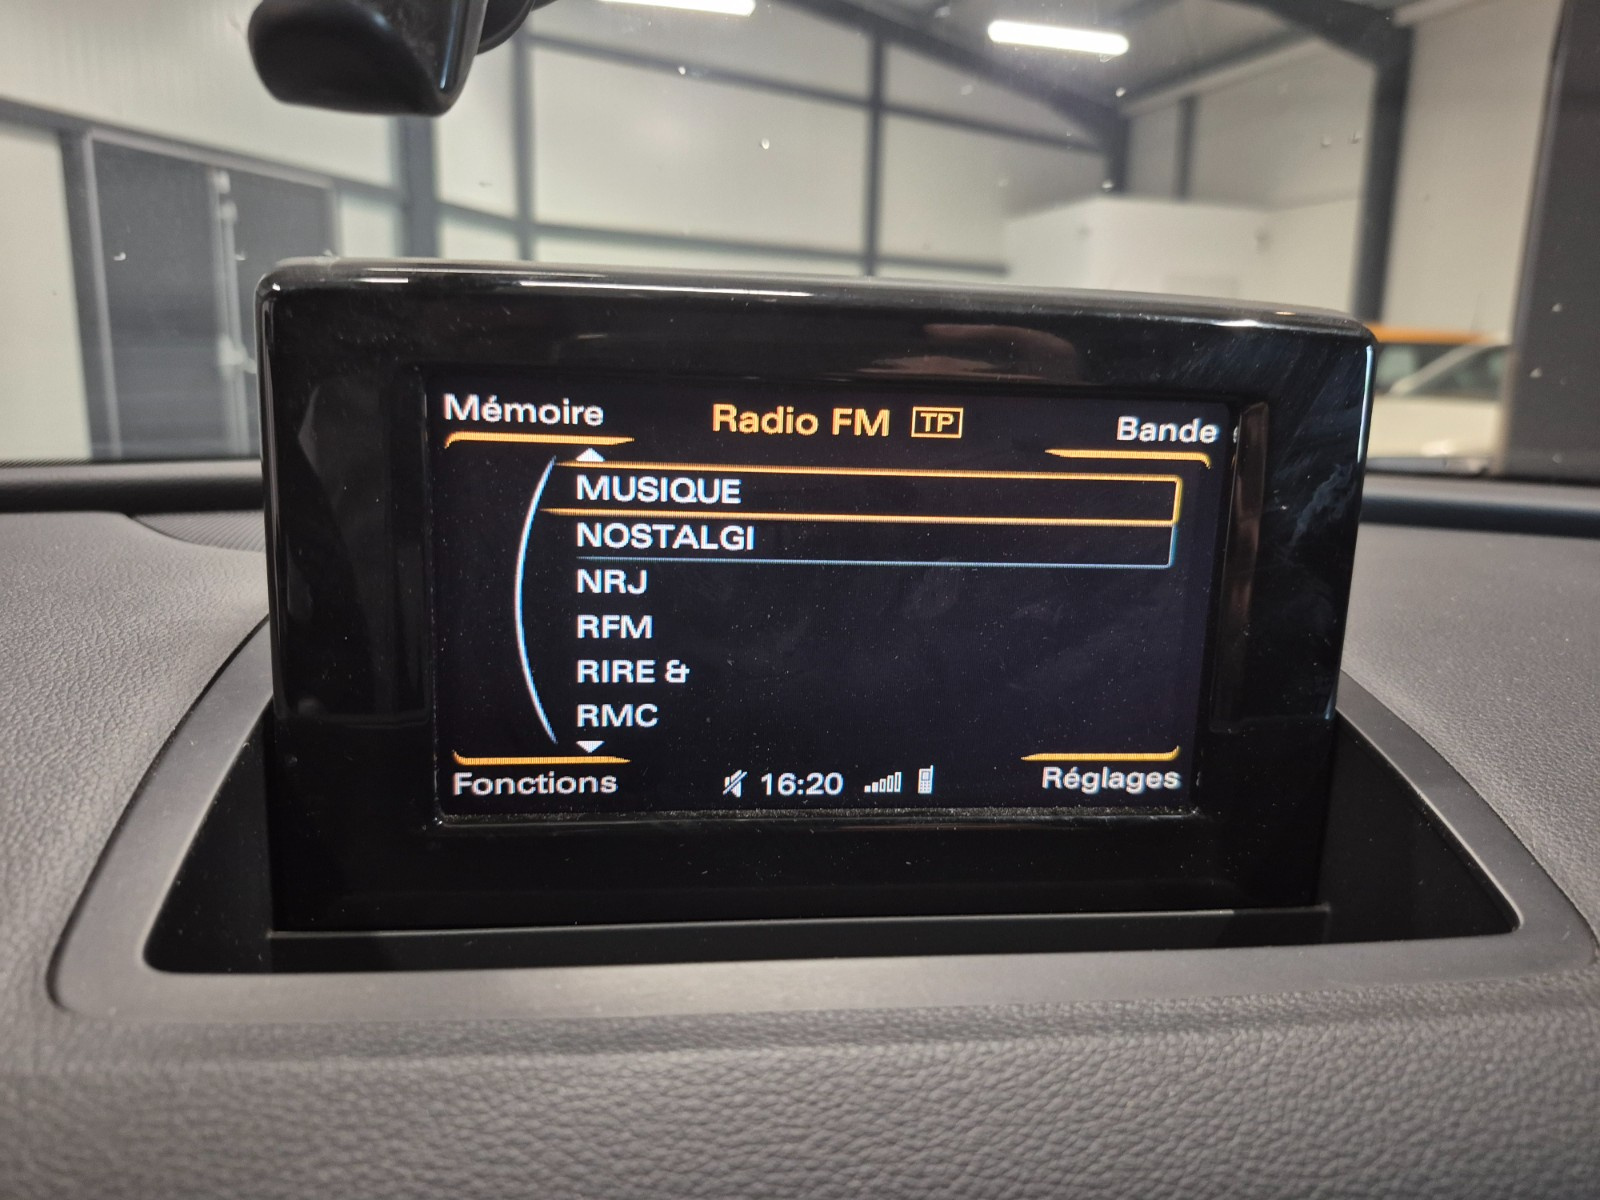 Mémoire Radio FM TP Bande
MUSIQUE
NOSTALGI
NRJ
RFM
RIRE &
RMC
Fonctions 16:20 Réglages